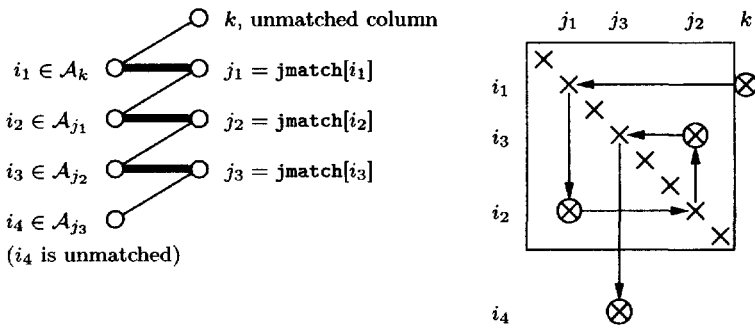 k, unmatched column
i₁ ∈ 𝒜ₖ
j₁ = jmatch[i₁]
i₂ ∈ 𝒜ⱼ₁
j₂ = jmatch[i₂]
i₃ ∈ 𝒜ⱼ₂
j₃ = jmatch[i₃]
i₄ ∈ 𝒜ⱼ₃
(i₄ is unmatched)
j₁ j₃ j₂ k
i₁
i₃
i₂
i₄